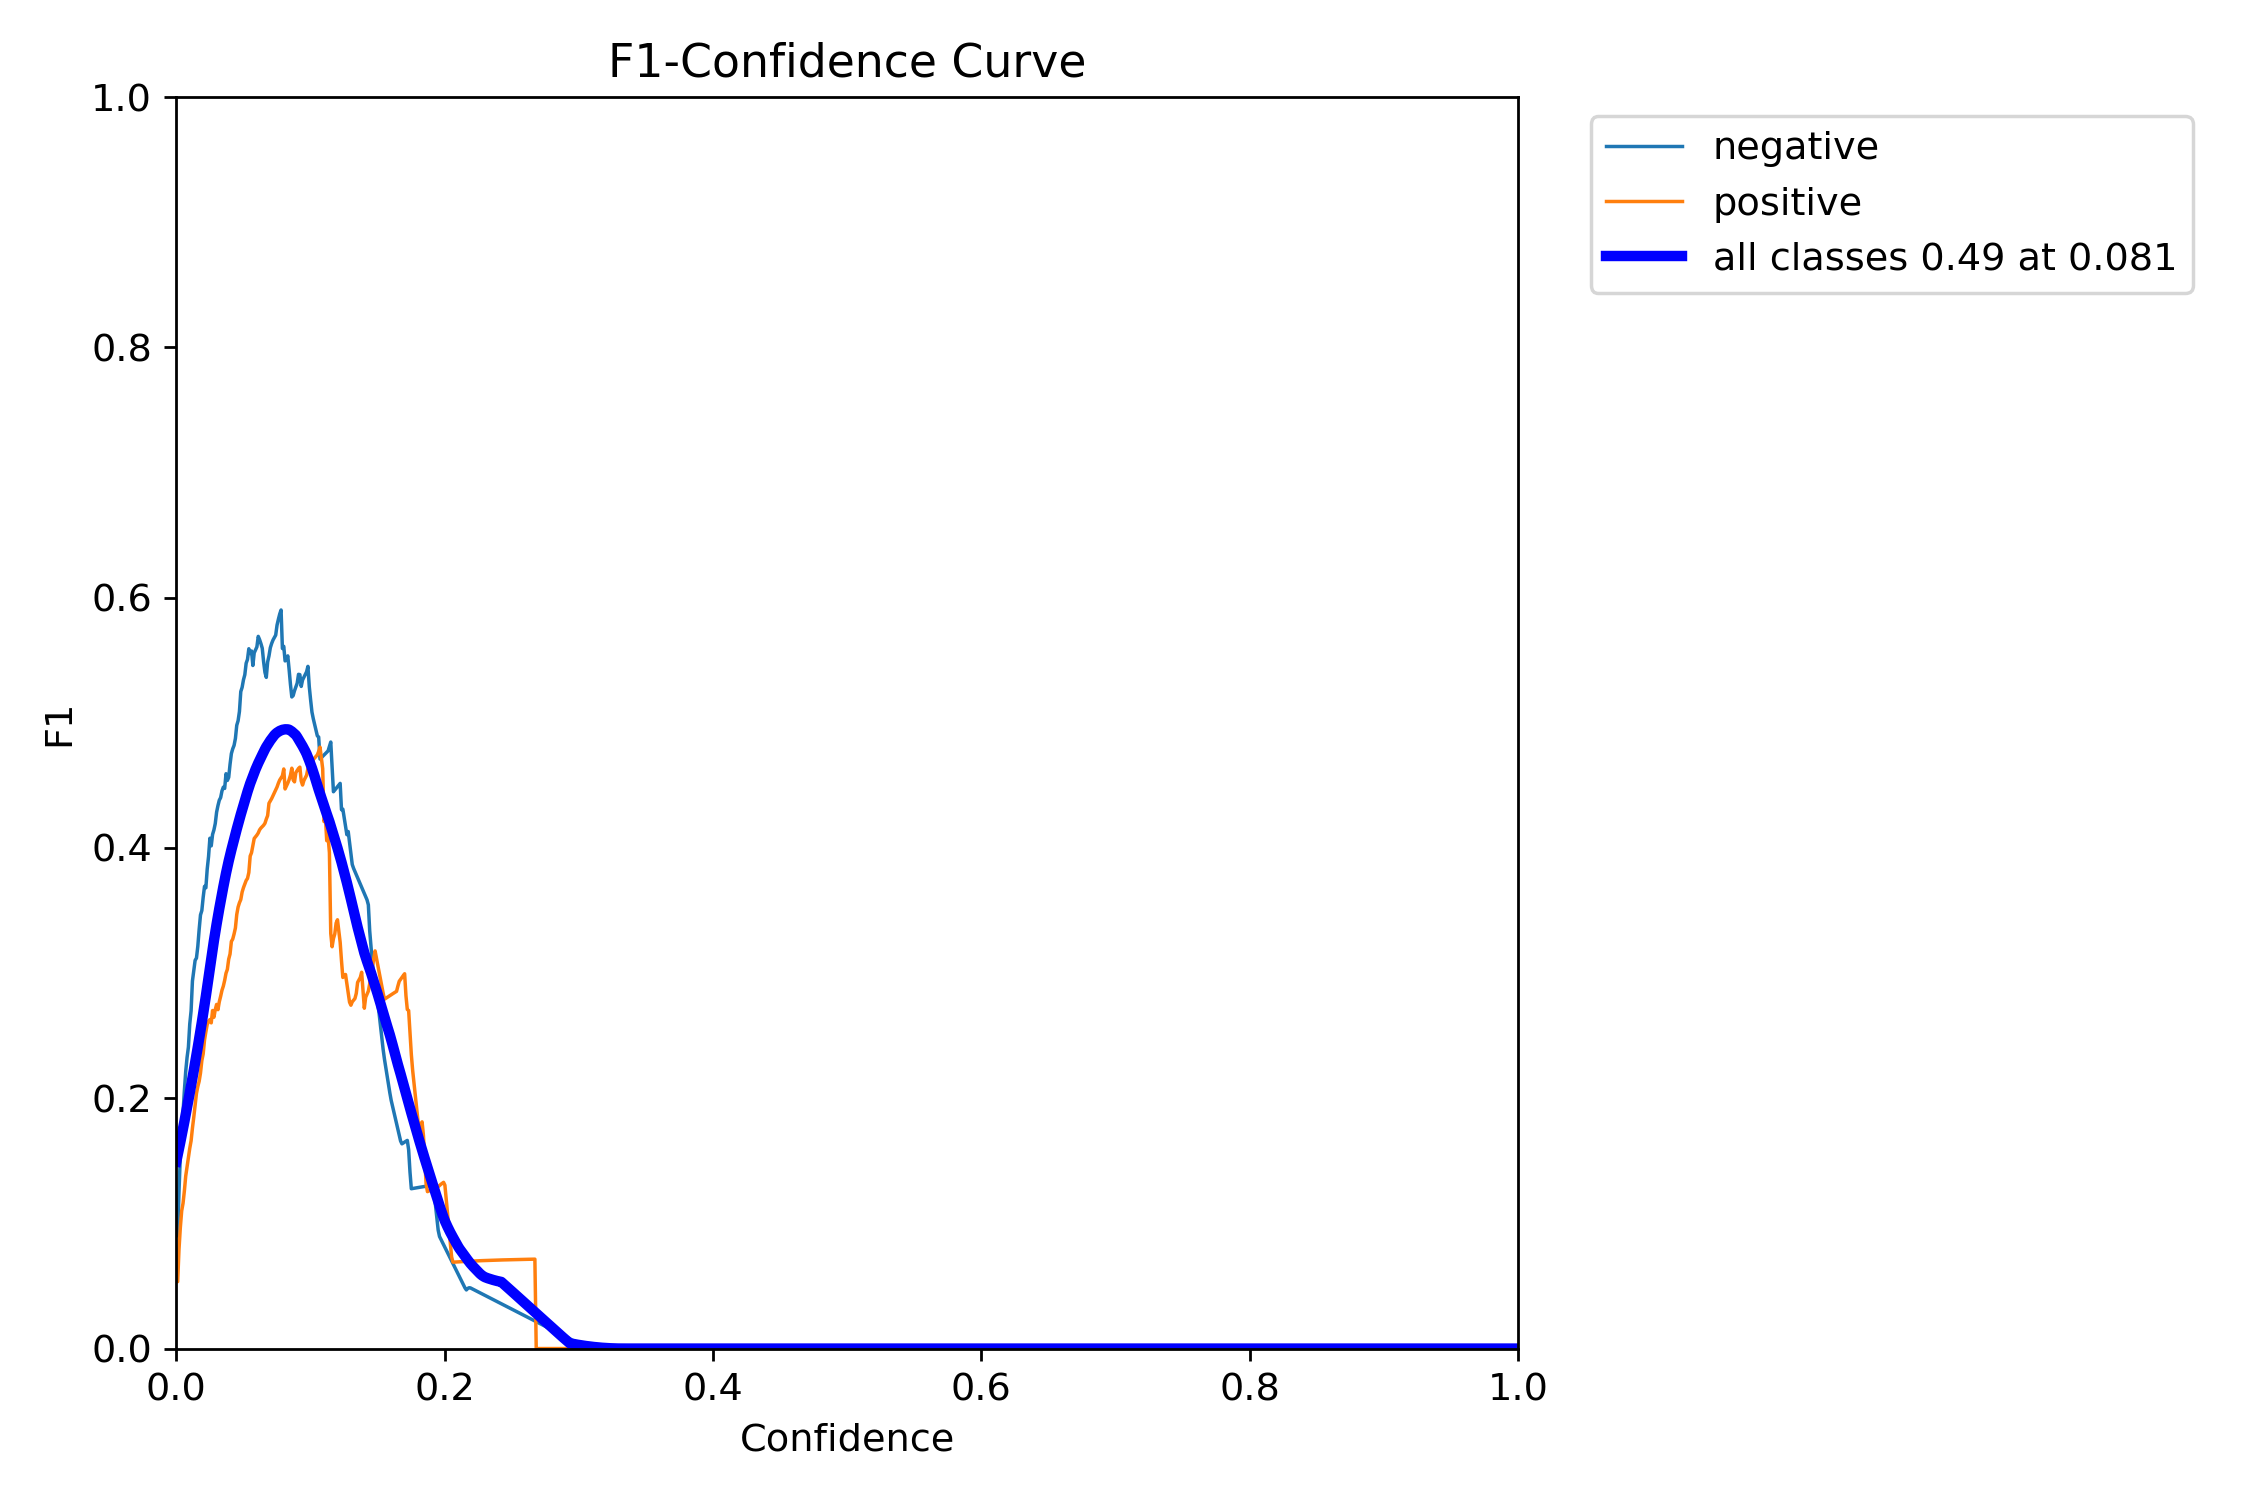 F1-Confidence Curve
1.0
0.8
0.6
0.4
0.2
0.0
F1
0.0 0.2 0.4 0.6 0.8 1.0
Confidence
negative
positive
all classes 0.49 at 0.081